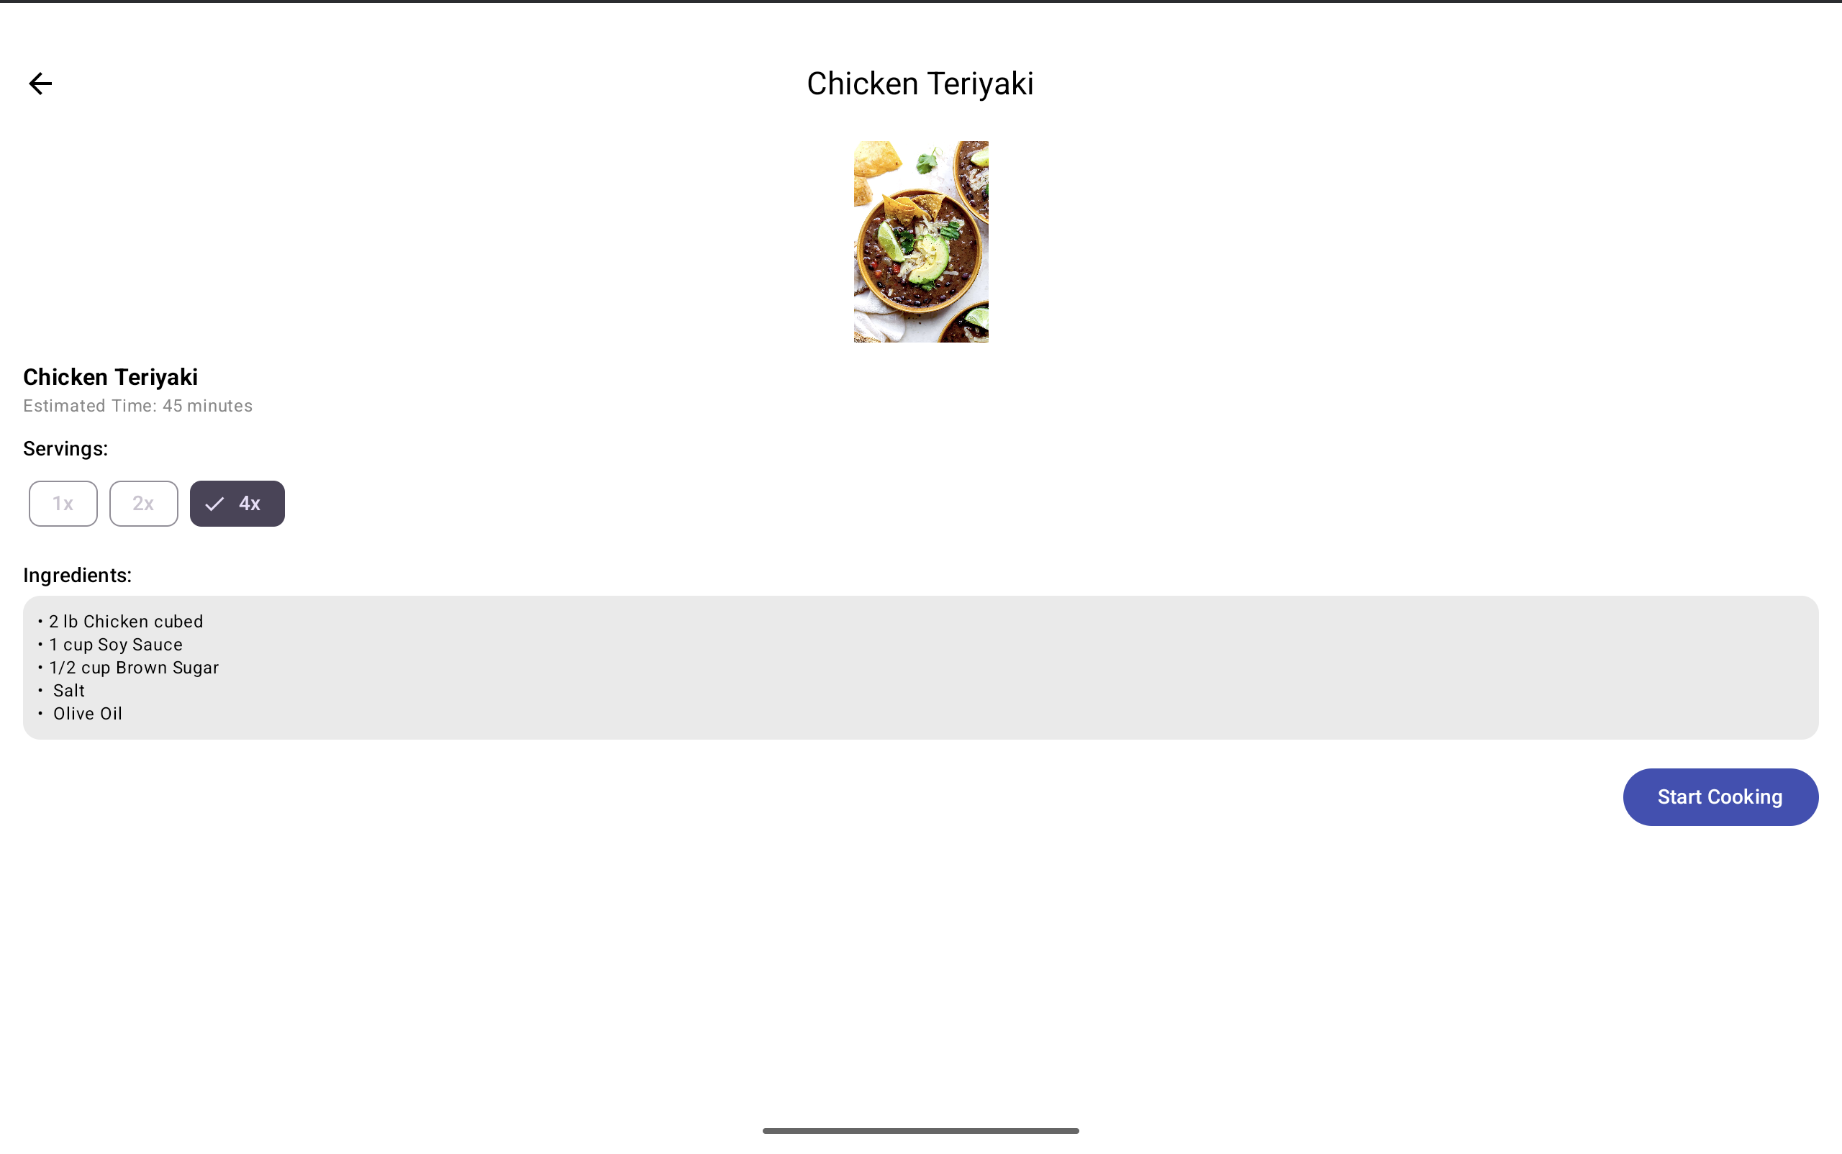 Chicken Teriyaki
Chicken Teriyaki
Estimated Time: 45 minutes
Servings:
1x 2x 4x
Ingredients:
• 2 lb Chicken cubed
• 1 cup Soy Sauce
• 1/2 cup Brown Sugar
• Salt
• Olive Oil
Start Cooking